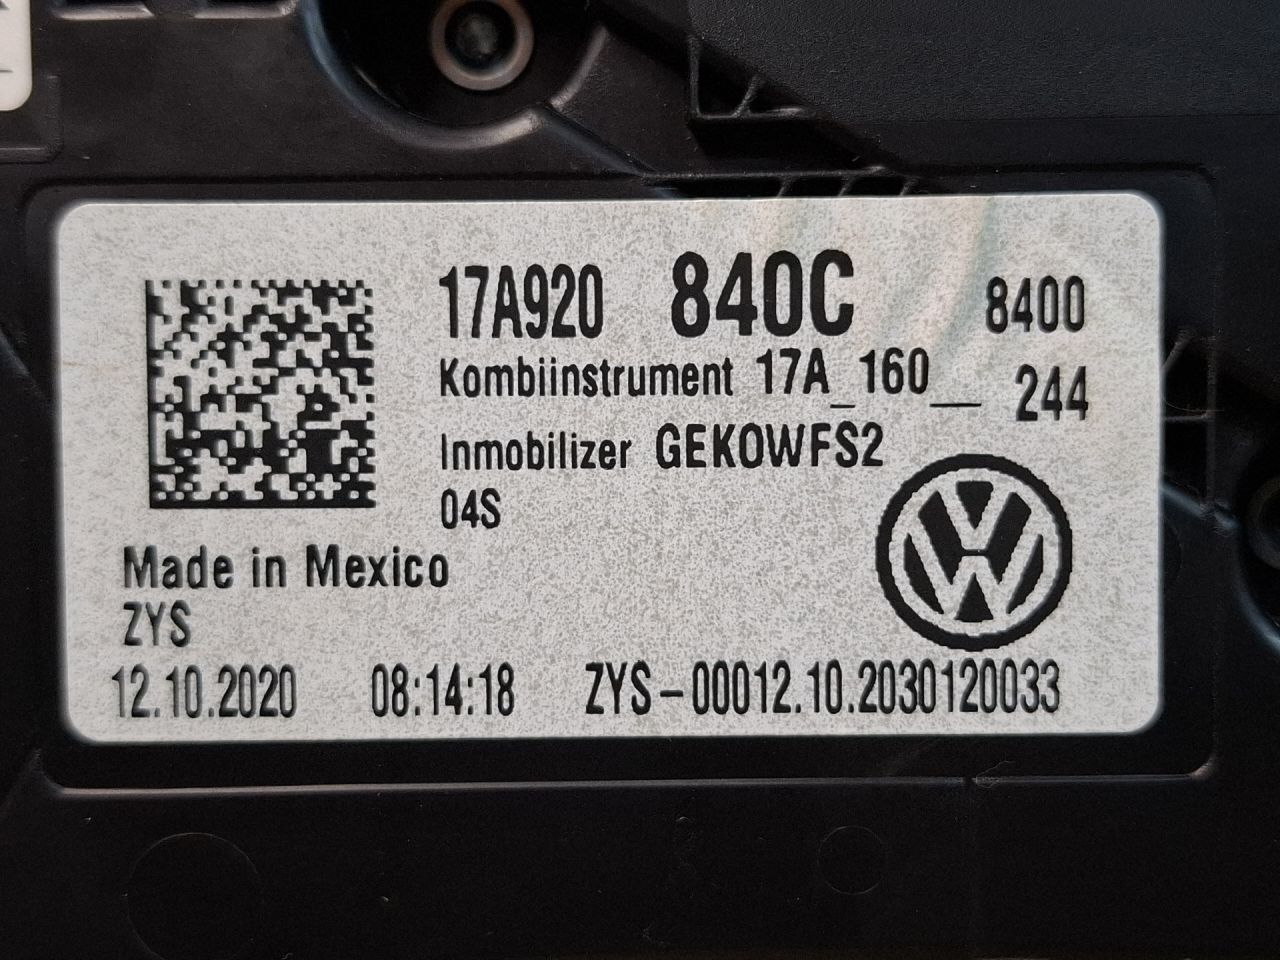 17A920 840C 8400
Kombiinstrument 17A_160__ 244
Inmobilizer GEKOWFS2
04S
Made in Mexico
ZYS
12.10.2020 08:14:18 ZYS-00012.10.2030120033